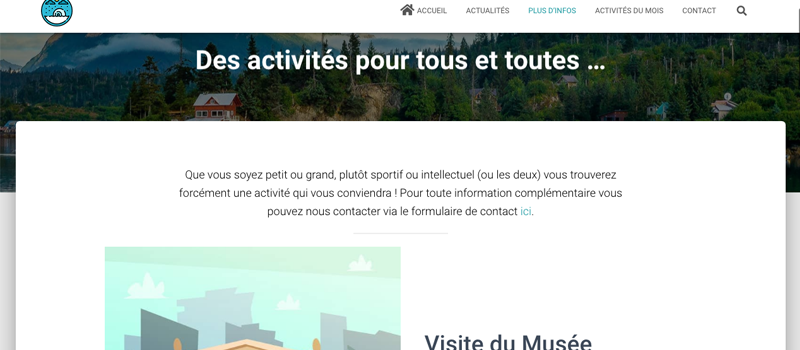 ACCUEIL ACTUALITÉS PLUS D'INFOS ACTIVITÉS DU MOIS CONTACT
Des activités pour tous et toutes ...
Que vous soyez petit ou grand, plutôt sportif ou intellectuel (ou les deux) vous trouverez
forcément une activité qui vous conviendra ! Pour toute information complémentaire vous
pouvez nous contacter via le formulaire de contact ici.
Visite du Musée